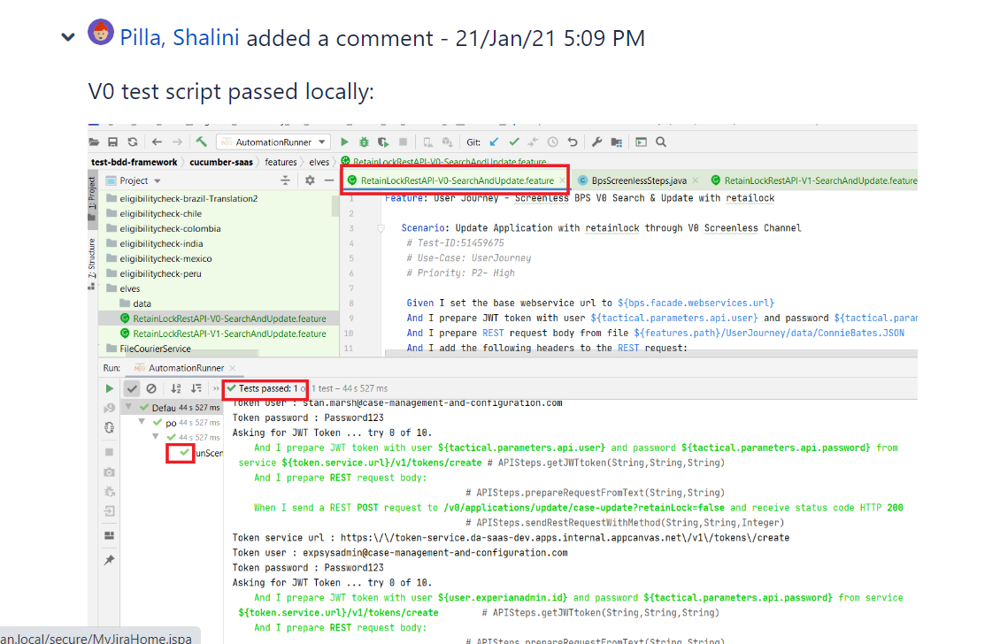 Pilla, Shalini added a comment - 21/Jan/21 5:09 PM
V0 test script passed locally:
AutomationRunner
Git:
test-bdd-framework cucumber-saas features elves RetainLockRestAPI-V0-SearchAndUpdate.feature
1: Project
Project
RetainLockRestAPI-V0-SearchAndUpdate.feature
BpsScreenlessSteps.java
RetainLockRestAPI-V1-SearchAndUpdate.feature
7: Structure
eligibilitycheck-brazil-Translation2
eligibilitycheck-chile
eligibilitycheck-colombia
eligibilitycheck-india
eligibilitycheck-mexico
eligibilitycheck-peru
elves
data
RetainLockRestAPI-V0-SearchAndUpdate.feature
RetainLockRestAPI-V1-SearchAndUpdate.feature
FileCourierService
1 Feature: User Journey - Screenless BPS V0 Search & Update with retailock
2
3 Scenario: Update Application with retainlock through V0 Screenless Channel
4 # Test-ID:51459675
5 # Use-Case: UserJourney
6 # Priority: P2- High
7
8 Given I set the base webservice url to ${bps.facade.webservices.url}
9 And I prepare JWT token with user ${tactical.parameters.api.user} and password ${tactical.param
10 And I prepare REST request body from file ${features.path}/UserJourney/data/ConnieBates.JSON
11 And I add the following headers to the REST request:
Run: AutomationRunner
Tests passed: 1 of 1 test – 44 s 527 ms
Defau 44 s 527 ms
po 44 s 527 ms
44 s 527 ms
unScen
Token user : stan.marsh@case-management-and-configuration.com
Token password : Password123
Asking for JWT Token ... try 0 of 10.
And I prepare JWT token with user ${tactical.parameters.api.user} and password ${tactical.parameters.api.password} from
service ${token.service.url}/v1/tokens/create # APISteps.getJWTtoken(String,String,String)
And I prepare REST request body:
# APISteps.prepareRequestFromText(String,String)
When I send a REST POST request to /v0/applications/update/case-update?retainLock=false and receive status code HTTP 200
# APISteps.sendRestRequestWithMethod(String,String,Integer)
Token service url : https:\/\/token-service.da-saas-dev.apps.internal.appcanvas.net\/v1\/tokens\/create
Token user : expsysadmin@case-management-and-configuration.com
Token password : Password123
Asking for JWT Token ... try 0 of 10.
And I prepare JWT token with user ${user.experianadmin.id} and password ${tactical.parameters.api.password} from service
${token.service.url}/v1/tokens/create # APISteps.getJWTtoken(String,String,String)
And I prepare REST request body:
# APISteps.prepareRequestFromText(String,String)
an.local/secure/MyJiraHome.jspa